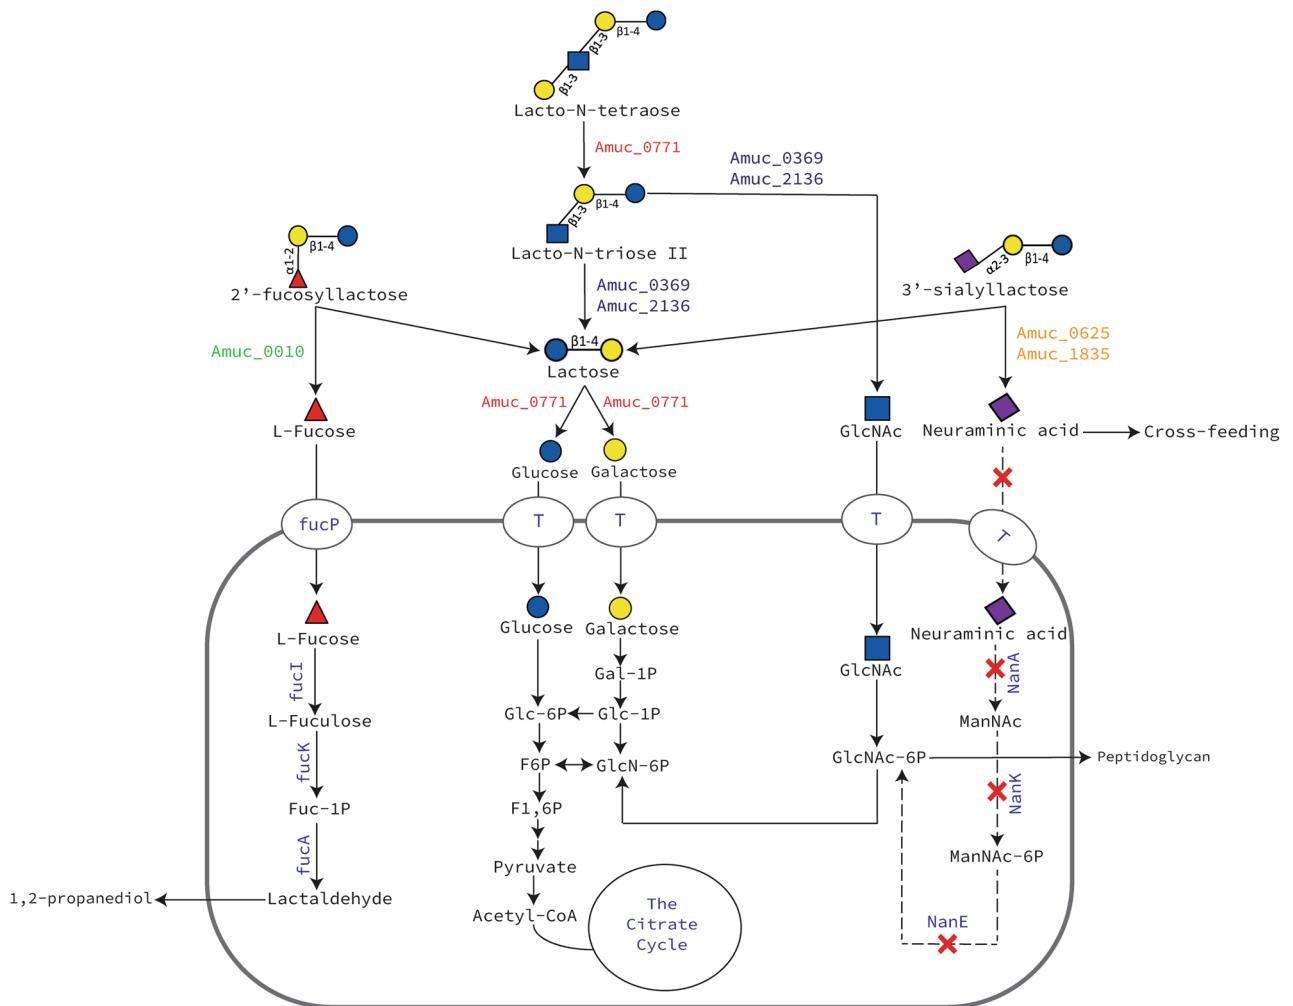 β1-4
β1-3
β1-3
Lacto-N-tetraose
Amuc_0771
Amuc_0369
Amuc_2136
β1-4
β1-3
Lacto-N-triose II
β1-4
α1-2
2’-fucosyllactose
β1-4
α2-3
3’-sialyllactose
Amuc_0369
Amuc_2136
Amuc_0010
β1-4
Lactose
Amuc_0625
Amuc_1835
Amuc_0771
Amuc_0771
L-Fucose
GlcNAc
Neuraminic acid
Cross-feeding
Glucose
Galactose
fucP
T
T
T
T
L-Fucose
Glucose
Galactose
Neuraminic acid
fucI
Gal-1P
GlcNAc
NanA
L-Fuculose
Glc-6P
Glc-1P
ManNAc
fucK
F6P
GlcN-6P
GlcNAc-6P
Peptidoglycan
NanK
Fuc-1P
F1,6P
fucA
Pyruvate
ManNAc-6P
1,2-propanediol
Lactaldehyde
Acetyl-CoA
The
Citrate
Cycle
NanE